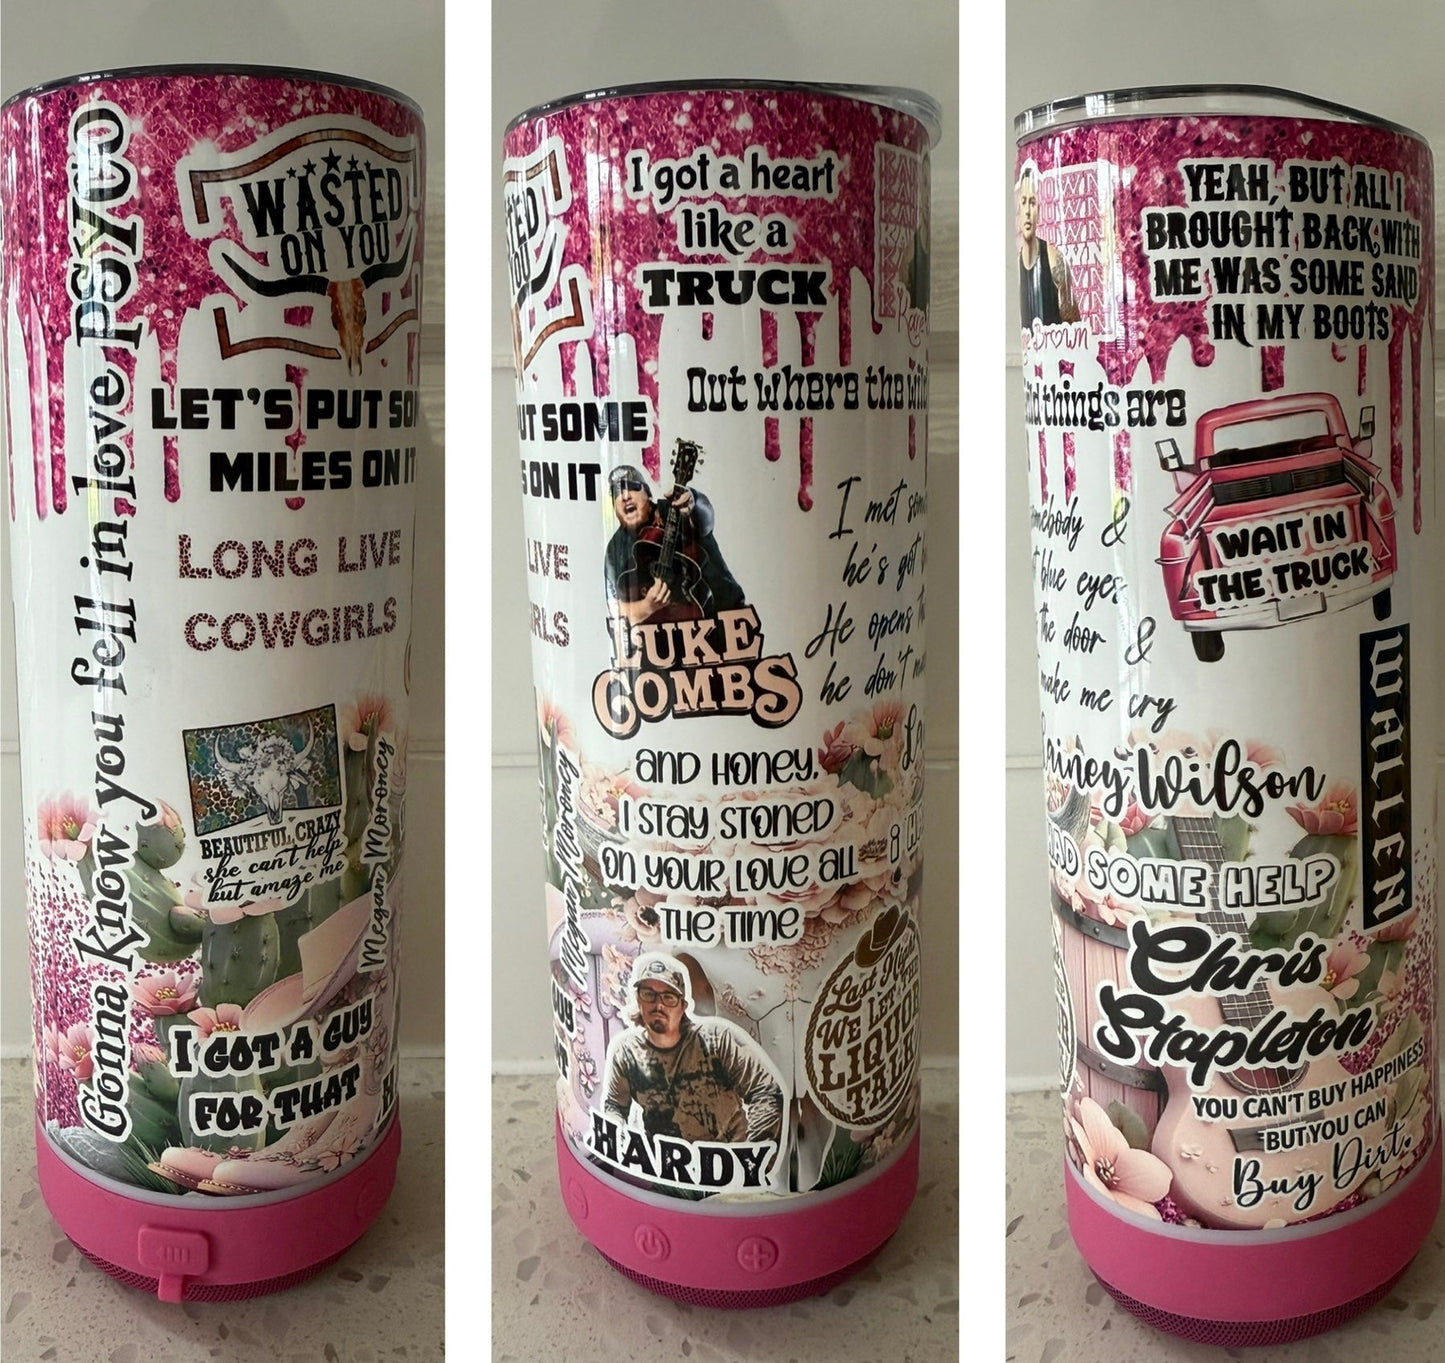 Gonna Know you fell in love PSYCO
WASTED
ON YOU
LET'S PUT SO
MILES ON IT
LONG LIVE
COWGIRLS
BEAUTIFUL CRAZY
she can't help
but amaze me
Megan Moroney
I GOT A GUY
FOR THAT
I got a heart
like a
TRUCK
Out where the wild
UT SOME
S ON IT
LIVE
LUKE
COMBS
I met som
he's got
He opens th
he don't ma
and Honey,
I stay stoned
on your love all
the time
Megan Moroney
HARDY
Last Night
WE LET THE
LIQUOR
TALK
YEAH, BUT ALL I
BROUGHT BACK WITH
ME WAS SOME SAND
IN MY BOOTS
OWN
Brown
ld things are
WAIT IN
THE TRUCK
mebody &
blue eyes
the door &
make me cry
WALLEN
ainey Wilson
HAD SOME HELP
Chris
Stapleton
YOU CAN'T BUY HAPPINESS
BUT YOU CAN
Buy Dirt.